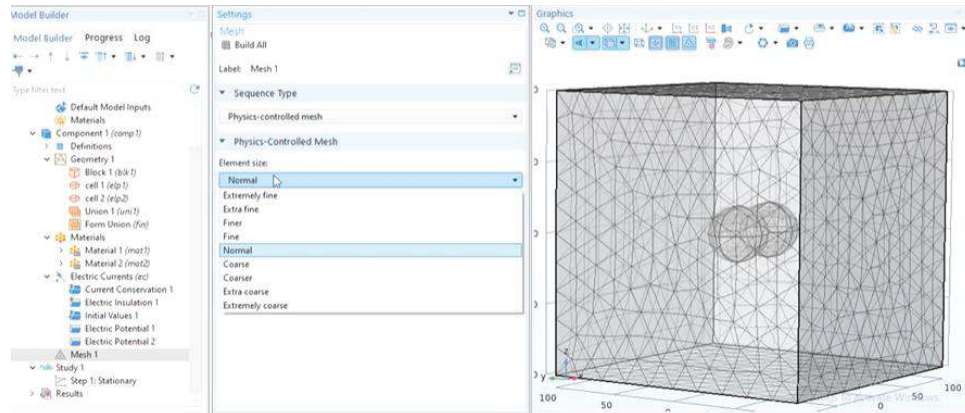 Model Builder
Model Builder Progress Log
Type filter text
Default Model Inputs
Materials
Component 1 (comp1)
Definitions
Geometry 1
Block 1 (blk1)
cell 1 (elp1)
cell 2 (elp2)
Union 1 (uni1)
Form Union (fin)
Materials
Material 1 (mat1)
Material 2 (mat2)
Electric Currents (ec)
Current Conservation 1
Electric Insulation 1
Initial Values 1
Electric Potential 1
Electric Potential 2
Mesh 1
Study 1
Step 1: Stationary
Results
Settings
Mesh
Build All
Label: Mesh 1
Sequence Type
Physics-controlled mesh
Physics-Controlled Mesh
Element size:
Normal
Extremely fine
Extra fine
Finer
Fine
Normal
Coarse
Coarser
Extra coarse
Extremely coarse
Graphics
z
y
100
50
0
50
100